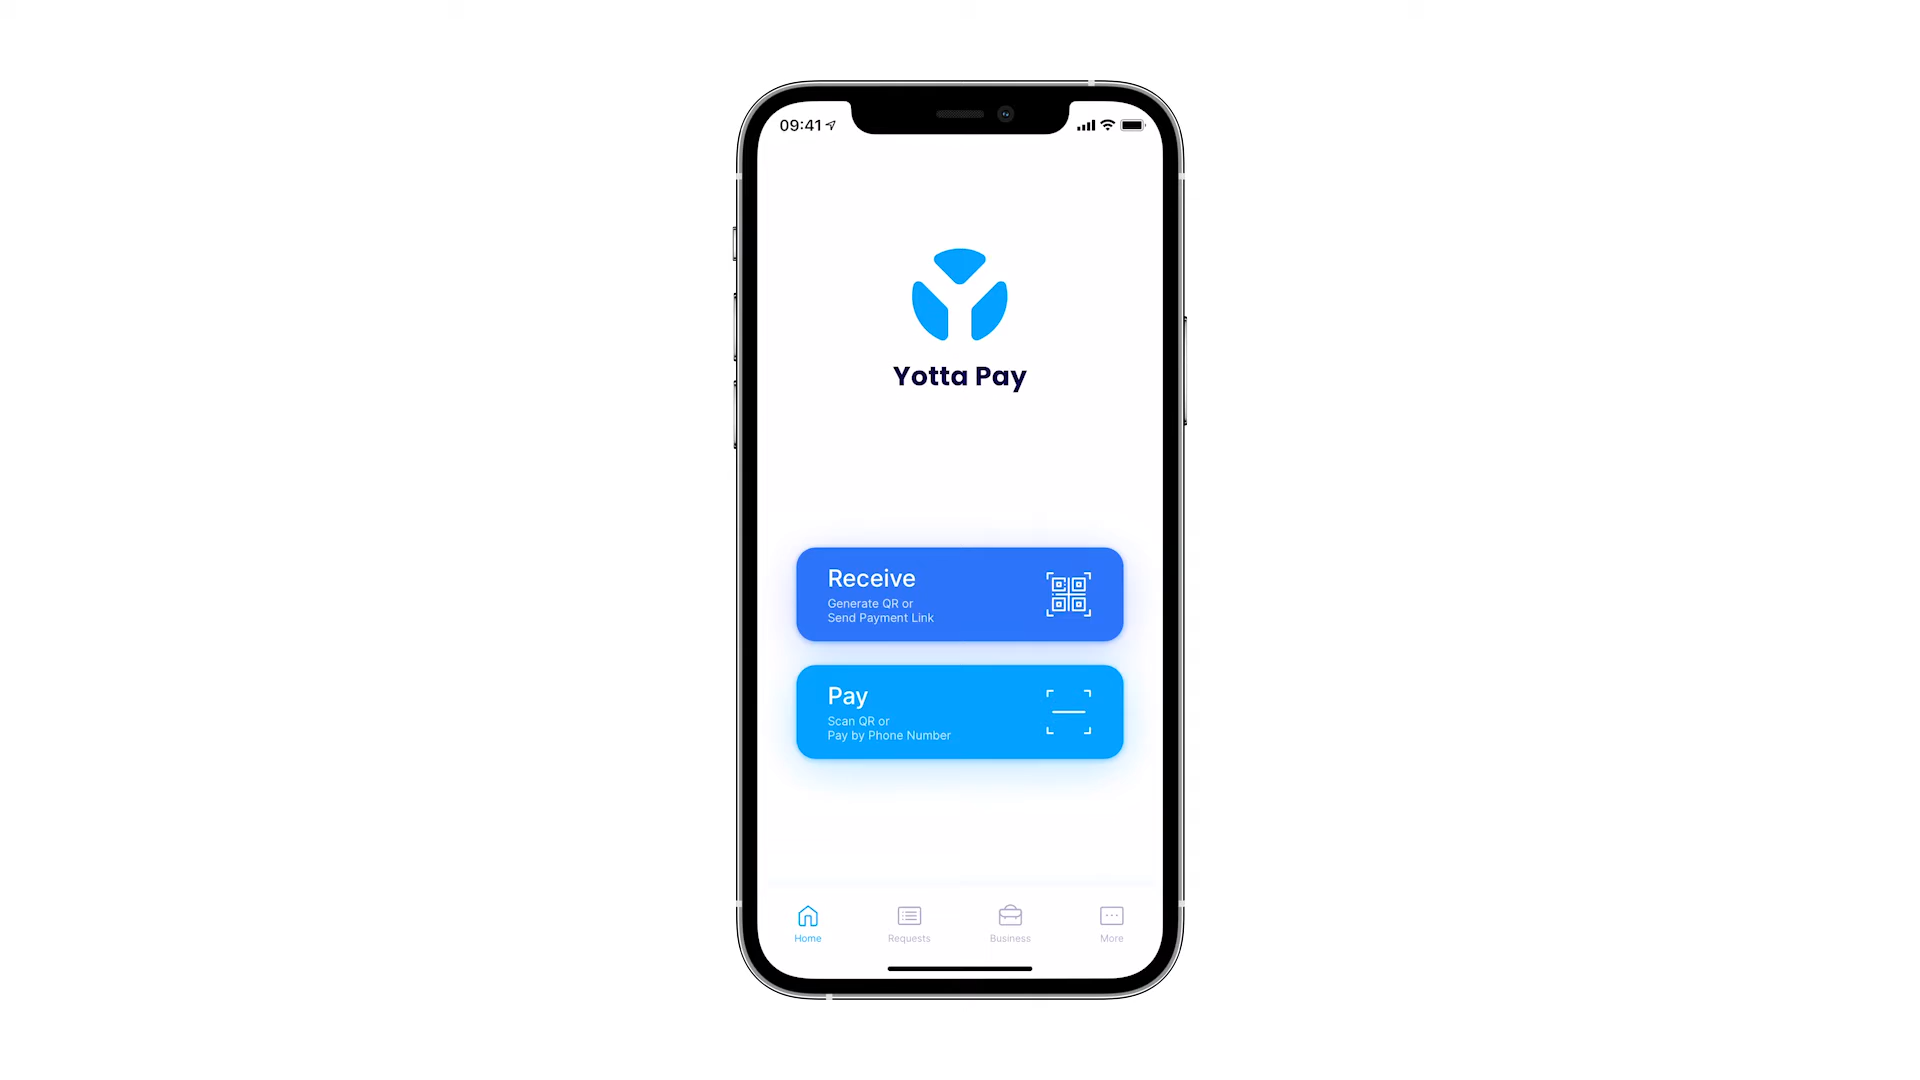 09:41
Yotta Pay
Receive
Generate QR or
Send Payment Link
Pay
Scan QR or
Pay by Phone Number
Home
Requests
Business
More